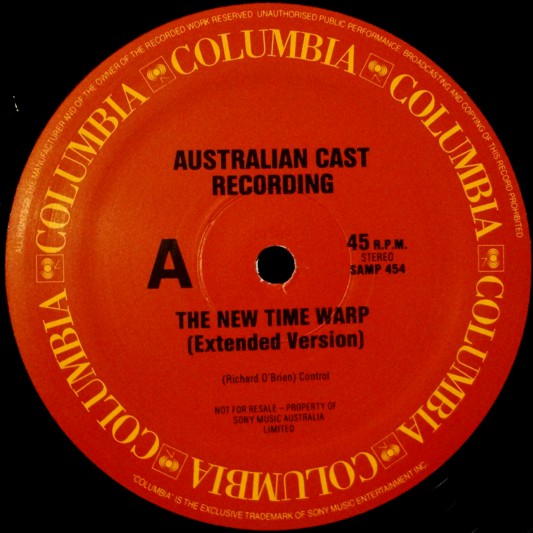 ALL RIGHTS OF THE MANUFACTURER AND OF THE OWNER OF THE RECORDED WORK RESERVED UNAUTHORISED PUBLIC PERFORMANCE, BROADCASTING AND COPYING OF THIS RECORD PROHIBITED
COLUMBIA
COLUMBIA
COLUMBIA
COLUMBIA
COLUMBIA
COLUMBIA
COLUMBIA
COLUMBIA
AUSTRALIAN CAST
RECORDING
A
45 R.P.M.
STEREO
SAMP 454
THE NEW TIME WARP
(Extended Version)
(Richard O'Brien) Control
NOT FOR RESALE – PROPERTY OF
SONY MUSIC AUSTRALIA
LIMITED
"COLUMBIA" IS THE EXCLUSIVE TRADEMARK OF SONY MUSIC ENTERTAINMENT INC.